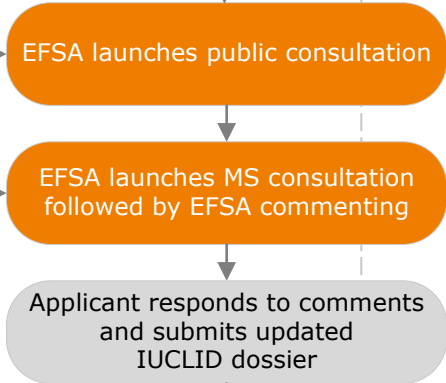 EFSA launches public consultation
EFSA launches MS consultation
followed by EFSA commenting
Applicant responds to comments
and submits updated
IUCLID dossier